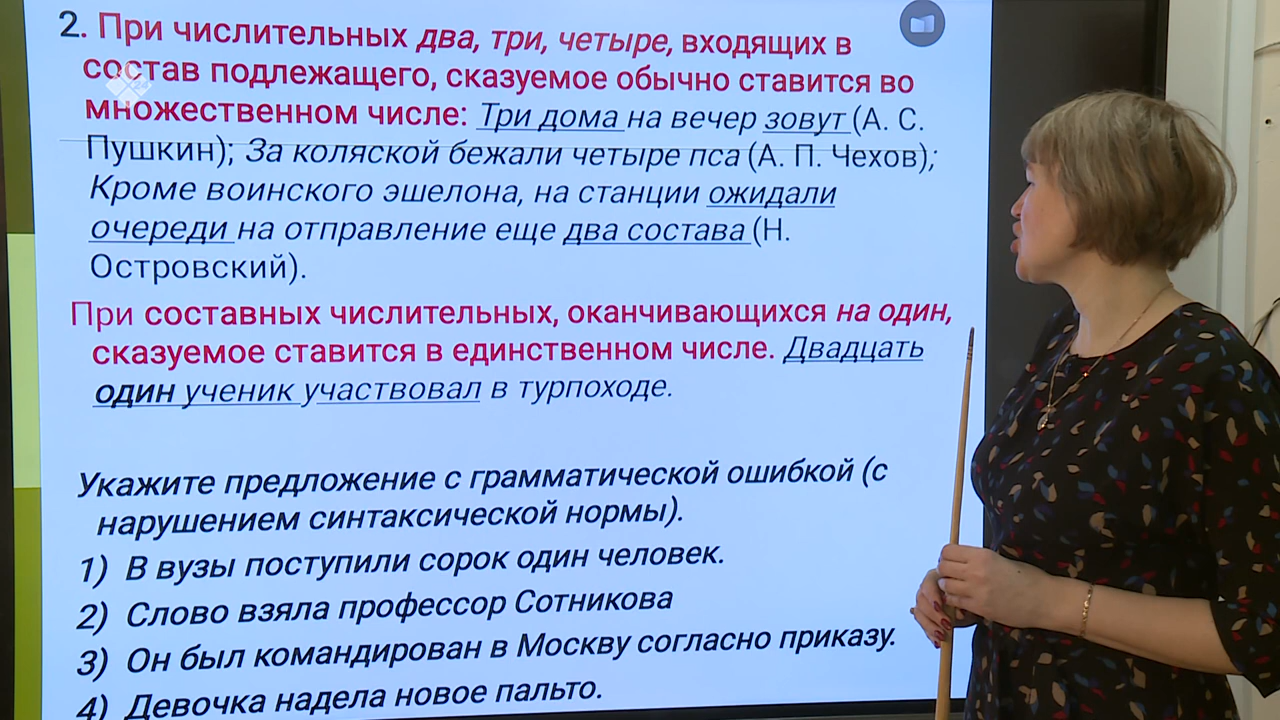 2. При числительных два, три, четыре, входящих в
состав подлежащего, сказуемое обычно ставится во
множественном числе: Три дома на вечер зовут (А. С.
Пушкин); За коляской бежали четыре пса (А. П. Чехов);
Кроме воинского эшелона, на станции ожидали
очереди на отправление еще два состава (Н.
Островский).
При составных числительных, оканчивающихся на один,
сказуемое ставится в единственном числе. Двадцать
один ученик участвовал в турпоходе.
Укажите предложение с грамматической ошибкой (с
нарушением синтаксической нормы).
1) В вузы поступили сорок один человек.
2) Слово взяла профессор Сотникова
3) Он был командирован в Москву согласно приказу.
4) Девочка надела новое пальто.